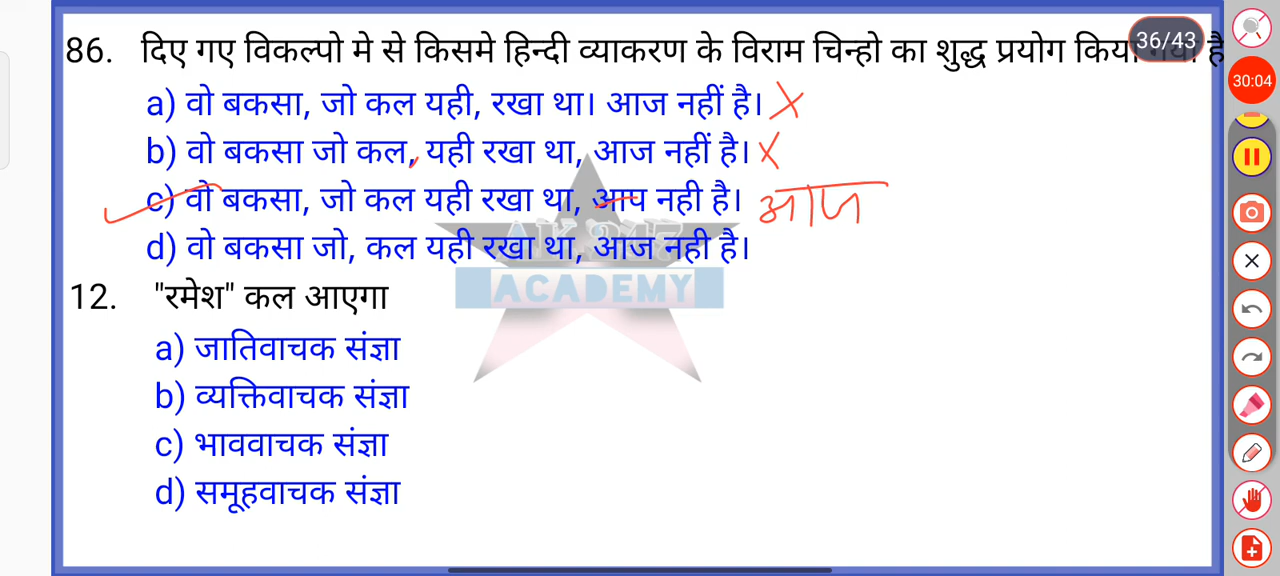 86. दिए गए विकल्पो मे से किसमे हिन्दी व्याकरण के विराम चिन्हो का शुद्ध प्रयोग किया गया है
36/43
30:04
a) वो बकसा, जो कल यही, रखा था। आज नहीं है। X
b) वो बकसा जो कल, यही रखा था, आज नहीं है। X
c) वो बकसा, जो कल यही रखा था, आप नही है। आज
d) वो बकसा जो, कल यही रखा था, आज नही है।
ACADEMY
12. "रमेश" कल आएगा
a) जातिवाचक संज्ञा
b) व्यक्तिवाचक संज्ञा
c) भाववाचक संज्ञा
d) समूहवाचक संज्ञा